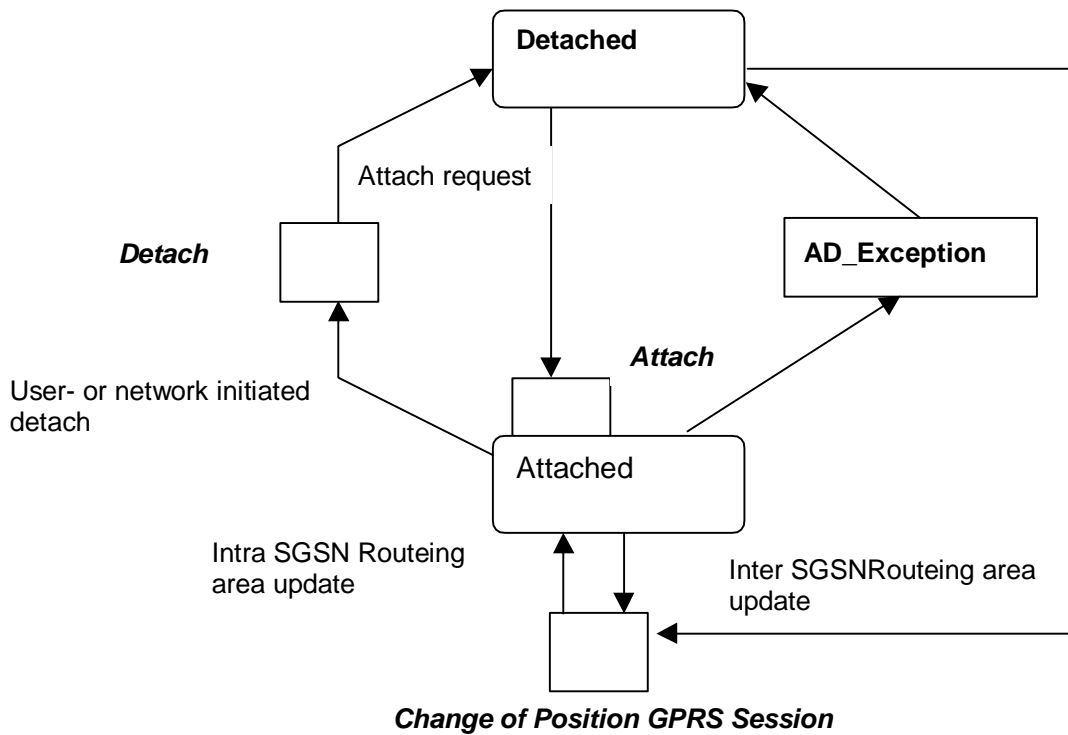 Detached
Attach request
Detach
AD_Exception
Attach
User- or network initiated
detach
Attached
Intra SGSN Routeing
area update
Inter SGSNRouteing area
update
Change of Position GPRS Session